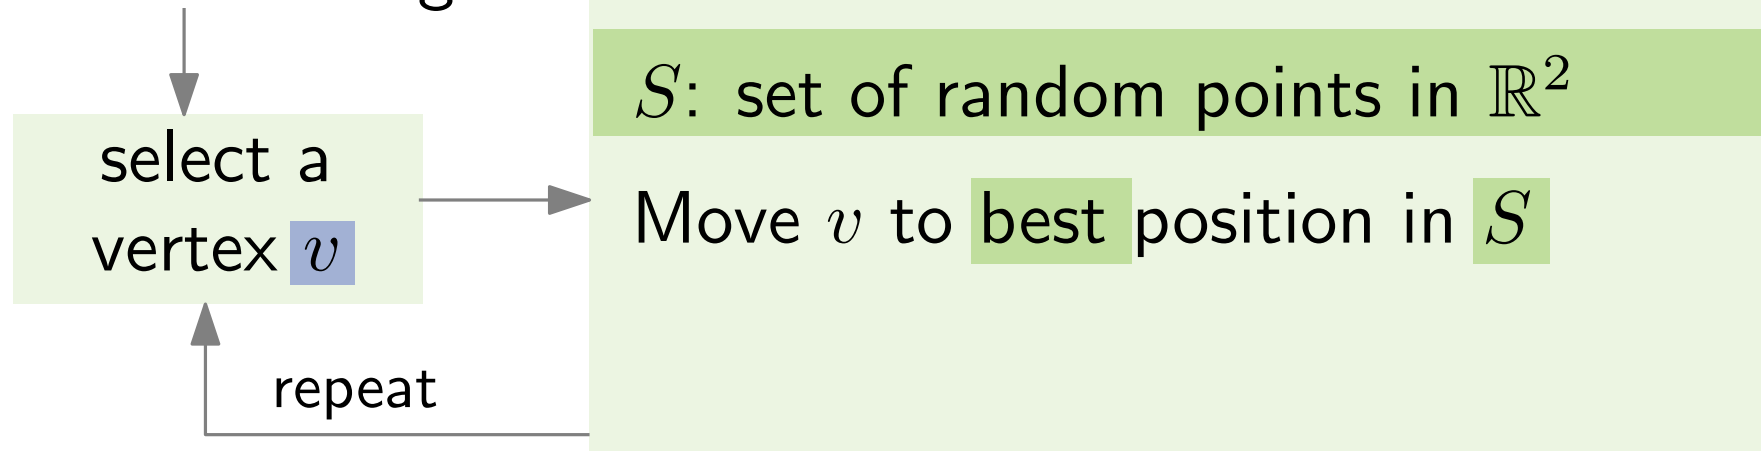 select a
vertex v
repeat
S: set of random points in ℝ²
Move v to best position in S